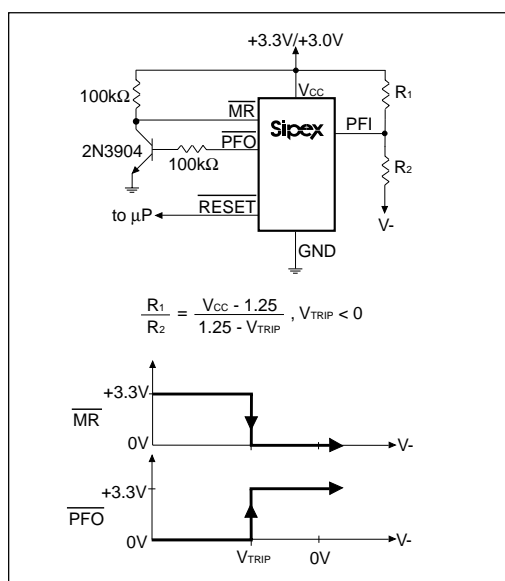 +3.3V/+3.0V
VCC
100kΩ
R1
MR
Sipex
PFI
2N3904
PFO
100kΩ
R2
RESET
to μP
V-
GND
R1 / R2 = VCC - 1.25 / 1.25 - VTRIP , VTRIP < 0
+3.3V
MR
0V
V-
+3.3V
PFO
0V
V-
VTRIP
0V